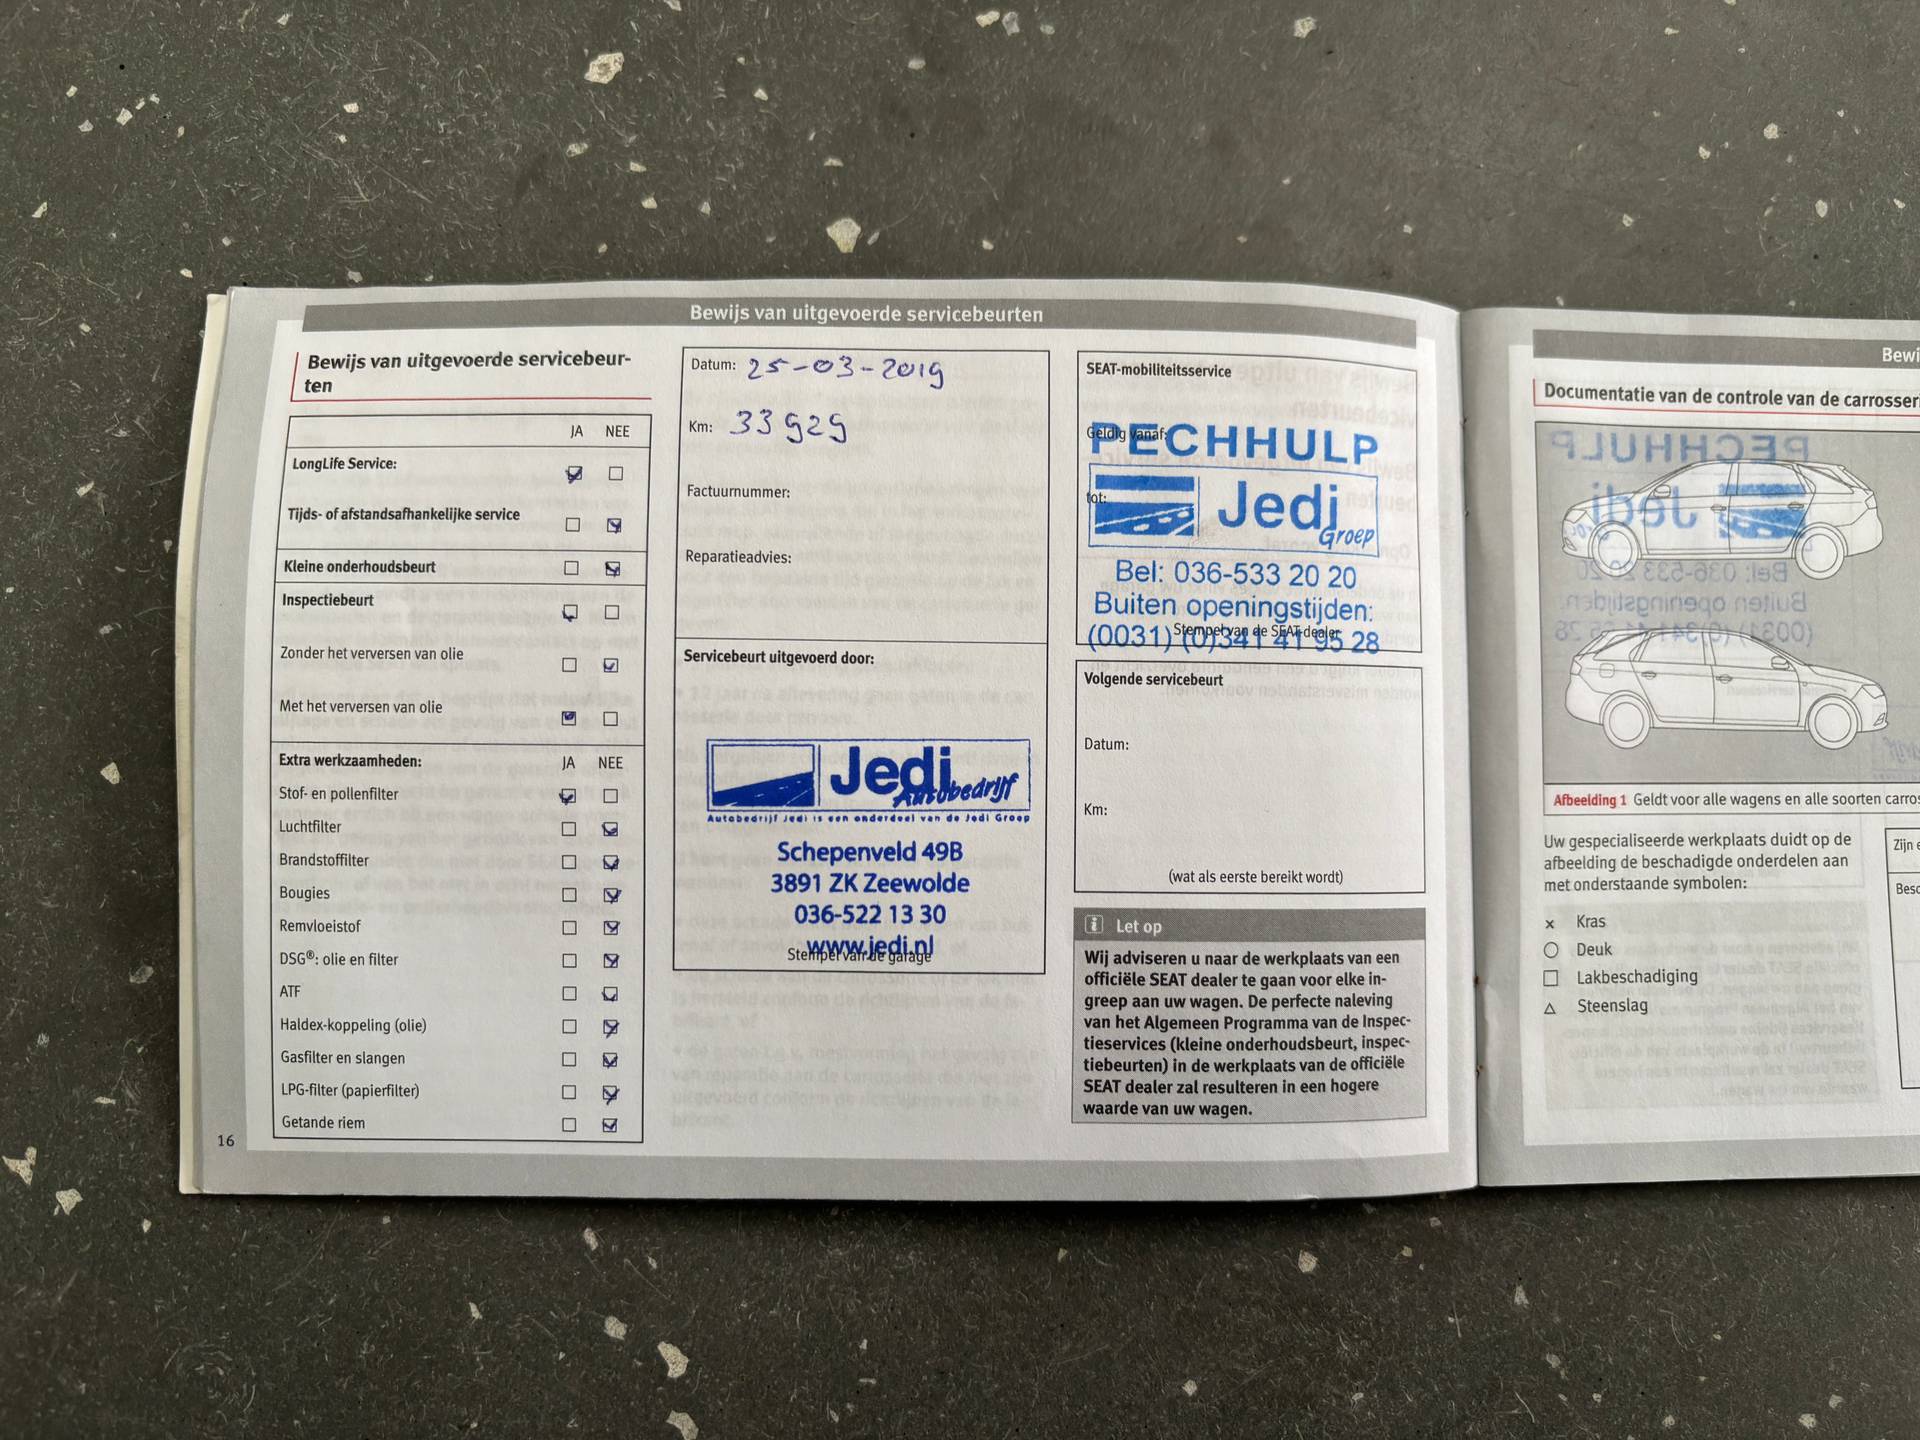 Bewijs van uitgevoerde servicebeurten
Bewijs van uitgevoerde servicebeur-
ten
JA NEE
LongLife Service:
Tijds- of afstandsafhankelijke service
Kleine onderhoudsbeurt
Inspectiebeurt
Zonder het verversen van olie
Met het verversen van olie
Extra werkzaamheden: JA NEE
Stof- en pollenfilter
Luchtfilter
Brandstoffilter
Bougies
Remvloeistof
DSG®: olie en filter
ATF
Haldex-koppeling (olie)
Gasfilter en slangen
LPG-filter (papierfilter)
Getande riem
16
Datum: 25-03-2019
Km: 33929
Factuurnummer:
Reparatieadvies:
Servicebeurt uitgevoerd door:
Jedi
Autobedrijf
Autobedrijf Jedi is een onderdeel van de Jedi Groep
Schepenveld 49B
3891 ZK Zeewolde
036-522 13 30
www.jedi.nl
Stempel van de garage
SEAT-mobiliteitsservice
Geldig vanaf:
PECHHULP
tot:
Jedi
Groep
Bel: 036-533 20 20
Buiten openingstijden:
(0031) (0)341 41 95 28
Stempel van de SEAT-dealer
Volgende servicebeurt
Datum:
Km:
(wat als eerste bereikt wordt)
i Let op
Wij adviseren u naar de werkplaats van een
officiële SEAT dealer te gaan voor elke in-
greep aan uw wagen. De perfecte naleving
van het Algemeen Programma van de Inspec-
tieservices (kleine onderhoudsbeurt, inspec-
tiebeurten) in de werkplaats van de officiële
SEAT dealer zal resulteren in een hogere
waarde van uw wagen.
Bewi
Documentatie van de controle van de carrosseri
Afbeelding 1 Geldt voor alle wagens en alle soorten carros
Uw gespecialiseerde werkplaats duidt op de
afbeelding de beschadigde onderdelen aan
met onderstaande symbolen:
x Kras
Deuk
Lakbeschadiging
Steenslag
Zijn e
Besc